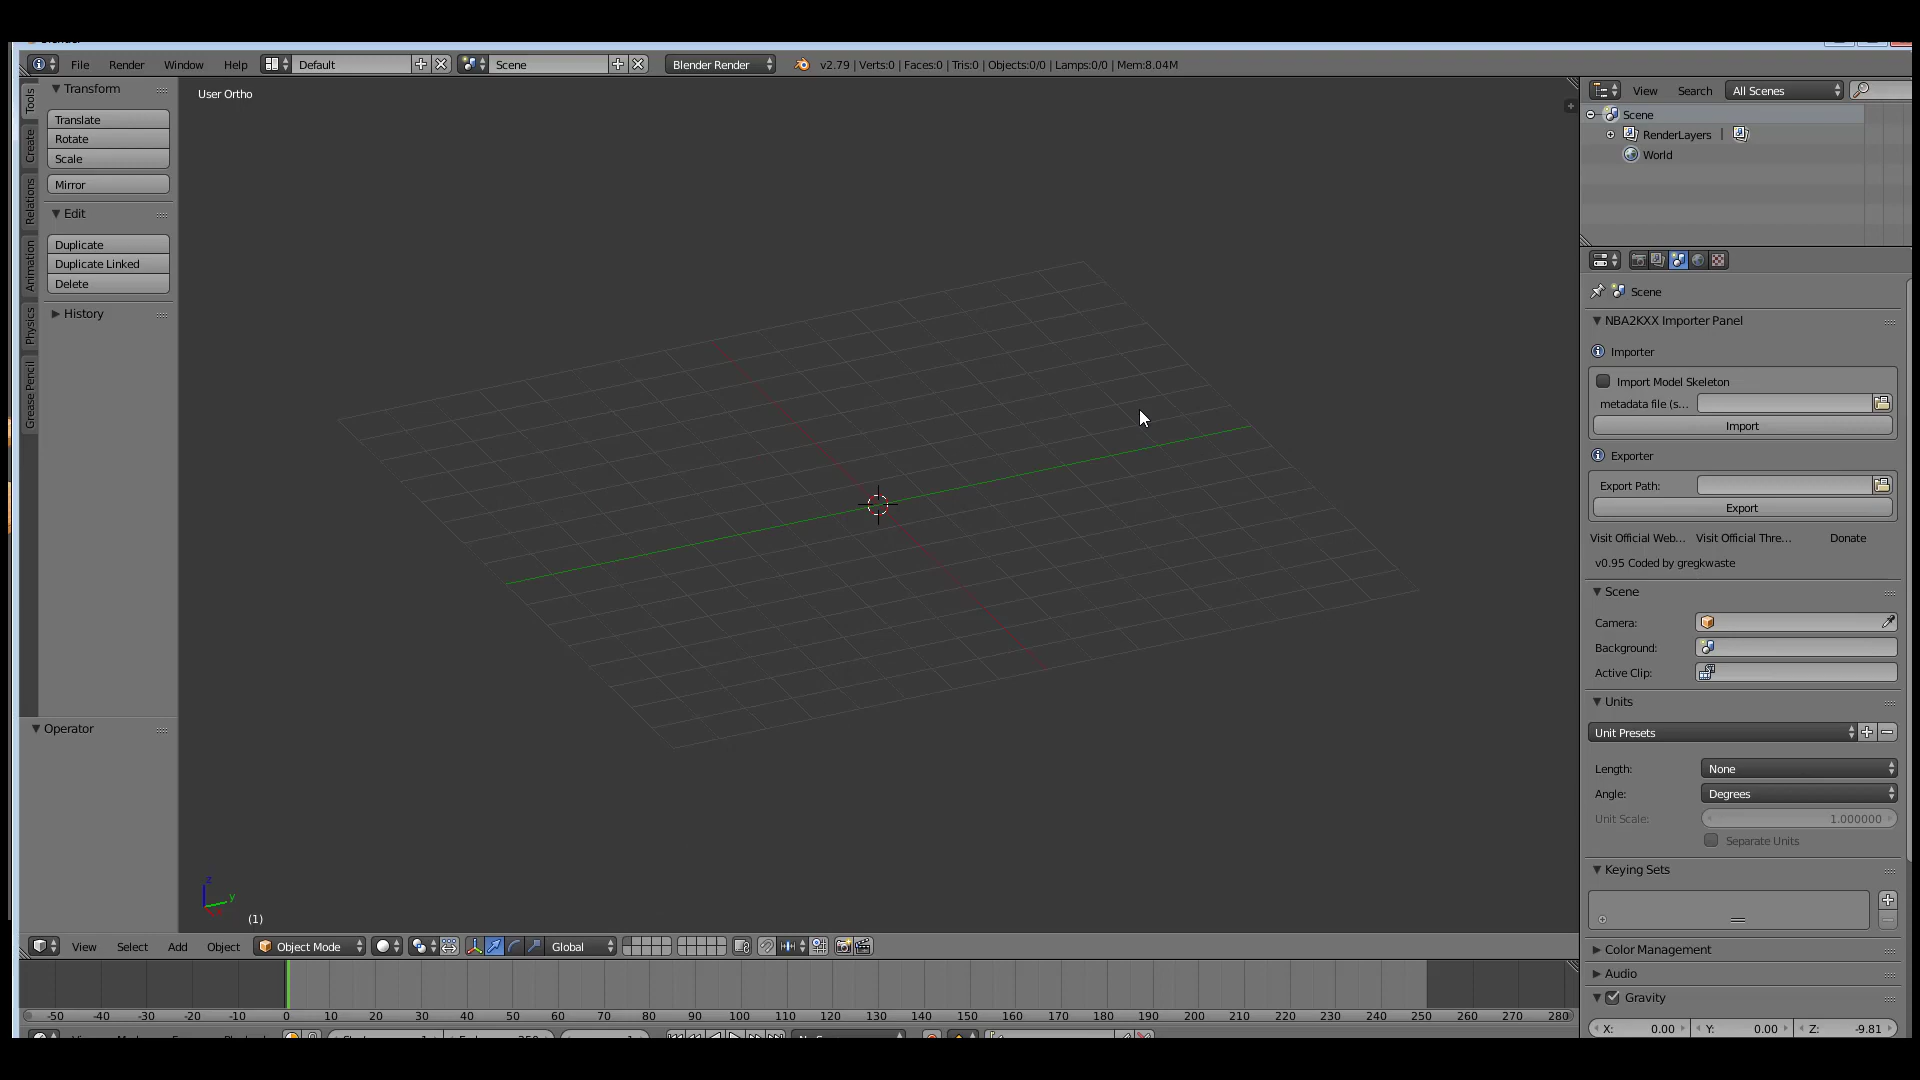 File Render Window Help Default Scene Blender Render v2.79 | Verts:0 | Faces:0 | Tris:0 | Objects:0/0 | Lamps:0/0 | Mem:8.04M
Tools
Create
Relations
Animation
Physics
Grease Pencil
Transform
Translate
Rotate
Scale
Mirror
Edit
Duplicate
Duplicate Linked
Delete
History
Operator
User Ortho
z
y
(1)
View Select Add Object Object Mode Global
-50 -40 -30 -20 -10 0 10 20 30 40 50 60 70 80 90 100 110 120 130 140 150 160 170 180 190 200 210 220 230 240 250 260 270 280
View Search All Scenes
Scene
RenderLayers |
World
Scene
NBA2KXX Importer Panel
Importer
Import Model Skeleton
metadata file (s...
Import
Exporter
Export Path:
Export
Visit Official Web... Visit Official Thre... Donate
v0.95 Coded by gregkwaste
Scene
Camera:
Background:
Active Clip:
Units
Unit Presets
Length: None
Angle: Degrees
Unit Scale: 1.000000
Separate Units
Keying Sets
Color Management
Audio
Gravity
X: 0.00 Y: 0.00 Z: -9.81